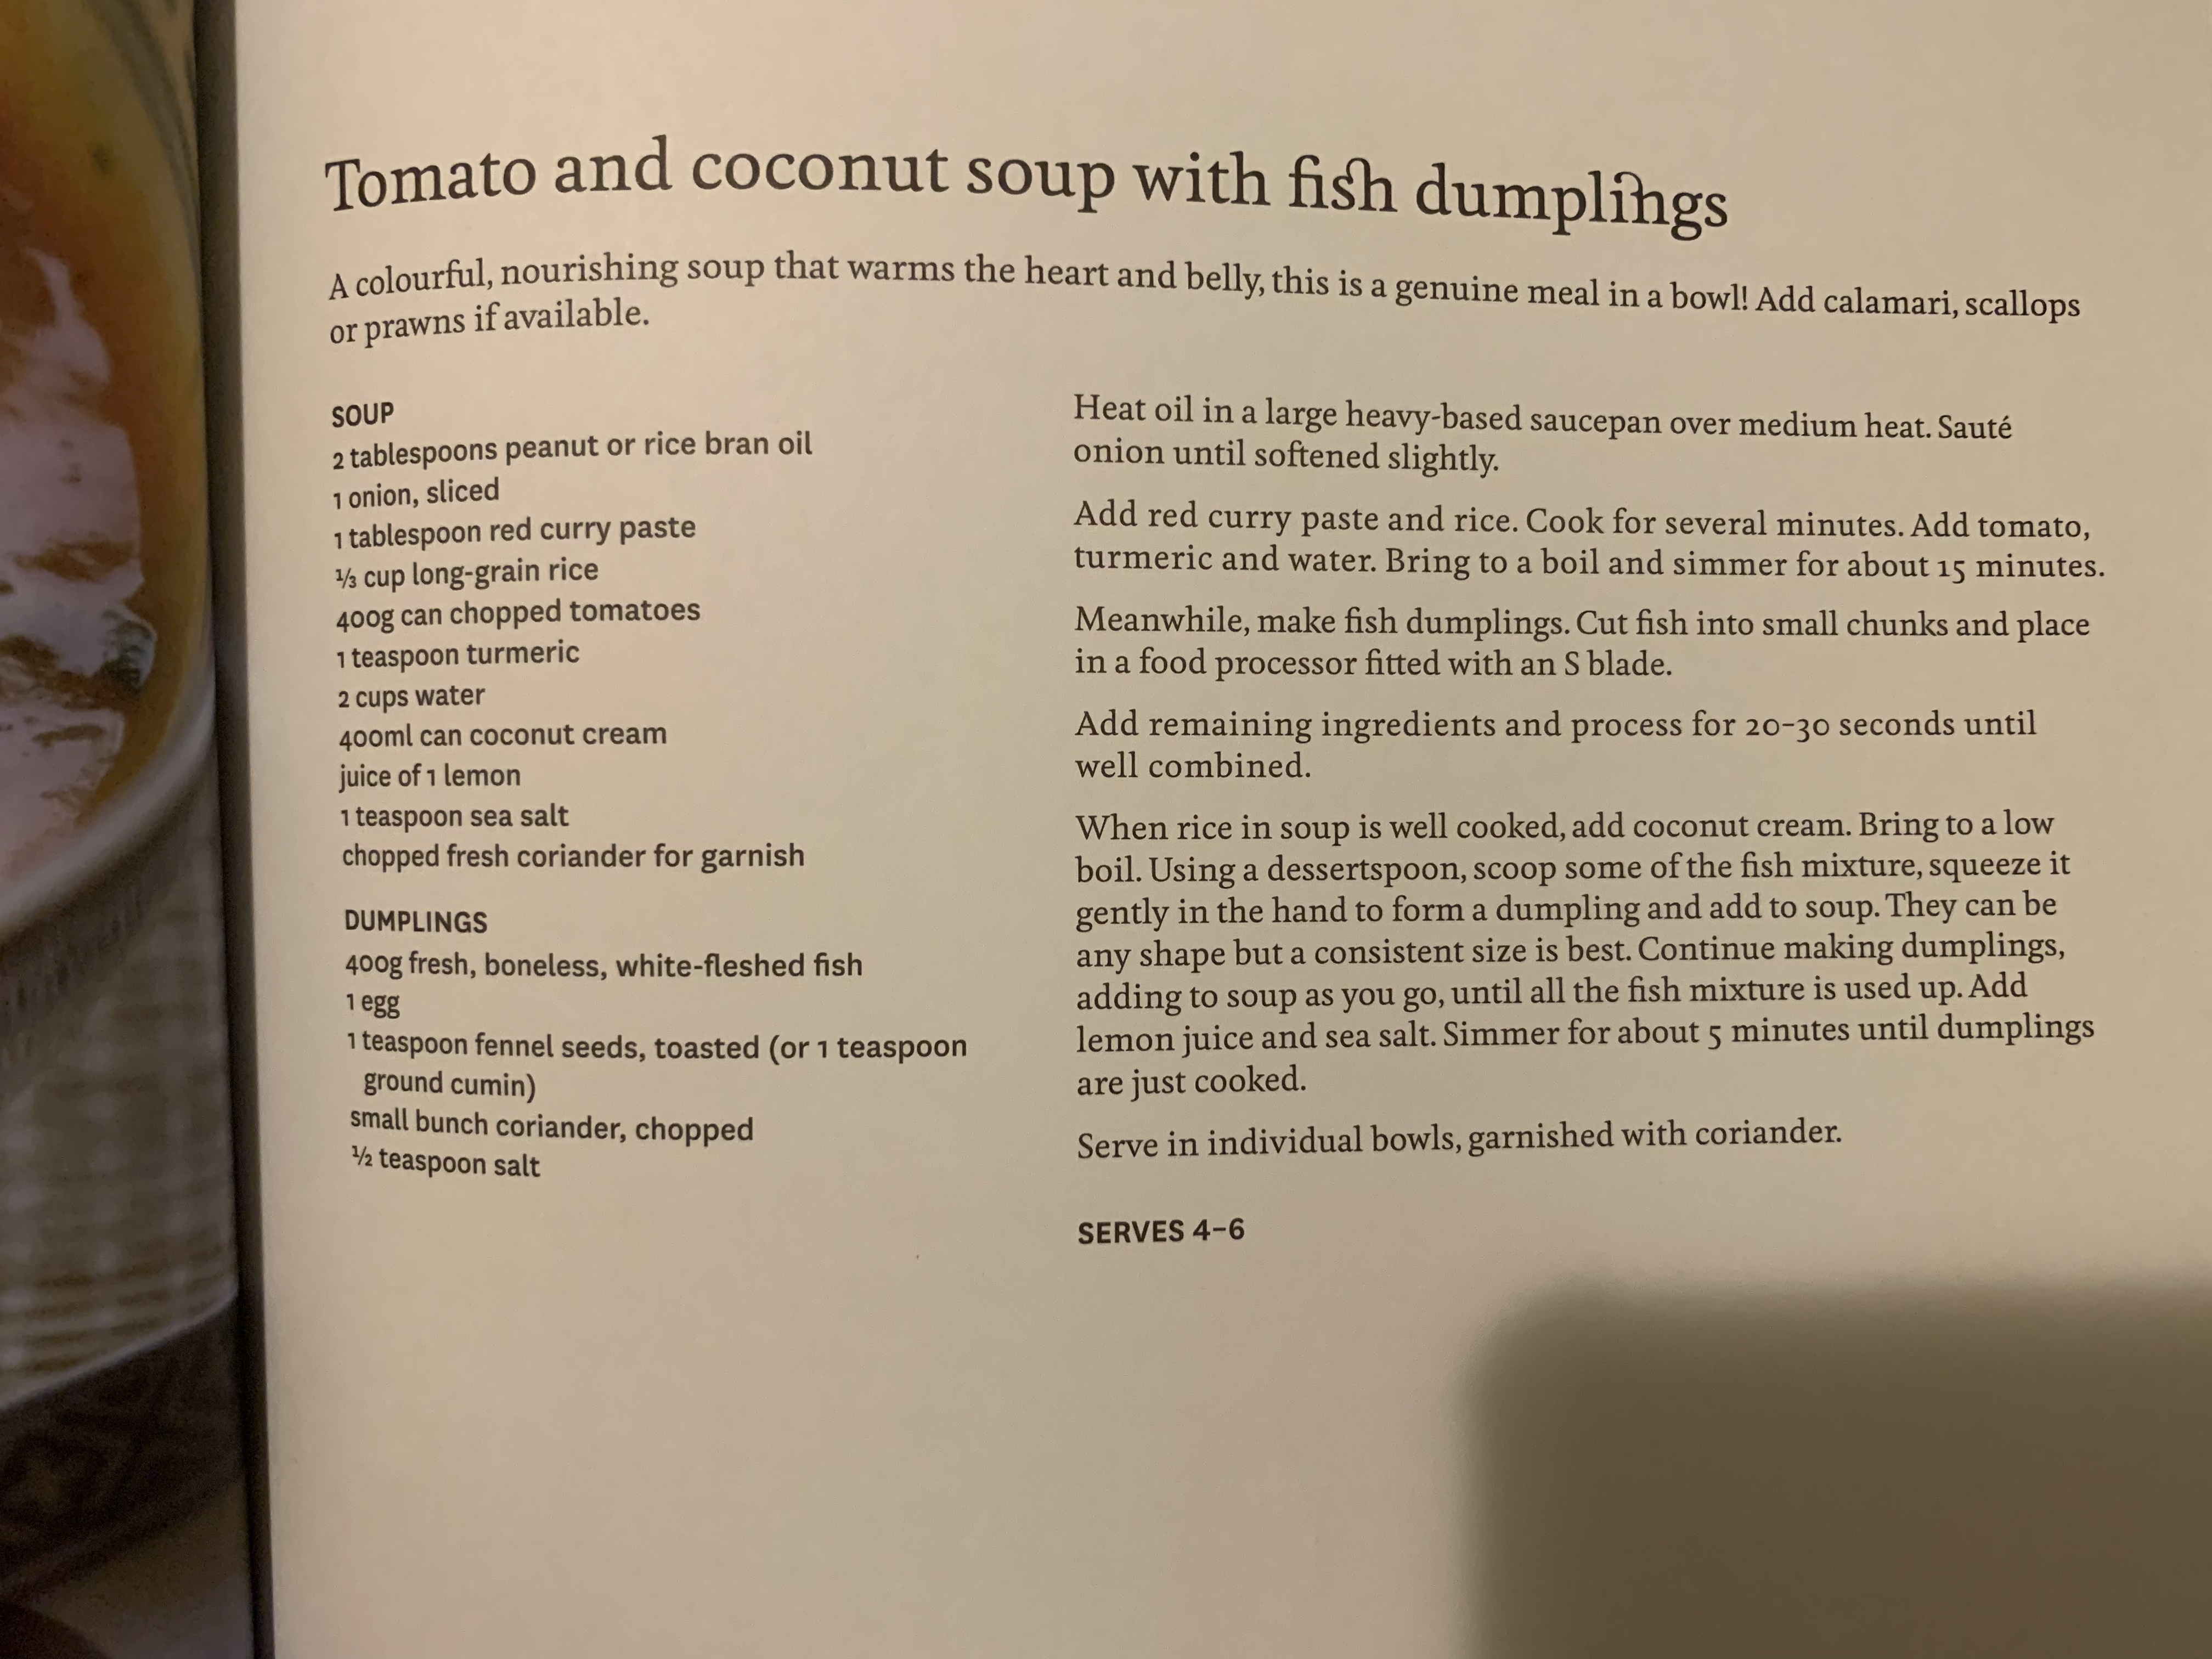 Tomato and coconut soup with fish dumplings
A colourful, nourishing soup that warms the heart and belly, this is a genuine meal in a bowl! Add calamari, scallops
or prawns if available.
SOUP
2 tablespoons peanut or rice bran oil
1 onion, sliced
1 tablespoon red curry paste
⅓ cup long-grain rice
400g can chopped tomatoes
1 teaspoon turmeric
2 cups water
400ml can coconut cream
juice of 1 lemon
1 teaspoon sea salt
chopped fresh coriander for garnish
DUMPLINGS
400g fresh, boneless, white-fleshed fish
1 egg
1 teaspoon fennel seeds, toasted (or 1 teaspoon
ground cumin)
small bunch coriander, chopped
½ teaspoon salt
Heat oil in a large heavy-based saucepan over medium heat. Sauté
onion until softened slightly.
Add red curry paste and rice. Cook for several minutes. Add tomato,
turmeric and water. Bring to a boil and simmer for about 15 minutes.
Meanwhile, make fish dumplings. Cut fish into small chunks and place
in a food processor fitted with an S blade.
Add remaining ingredients and process for 20–30 seconds until
well combined.
When rice in soup is well cooked, add coconut cream. Bring to a low
boil. Using a dessertspoon, scoop some of the fish mixture, squeeze it
gently in the hand to form a dumpling and add to soup. They can be
any shape but a consistent size is best. Continue making dumplings,
adding to soup as you go, until all the fish mixture is used up. Add
lemon juice and sea salt. Simmer for about 5 minutes until dumplings
are just cooked.
Serve in individual bowls, garnished with coriander.
SERVES 4–6